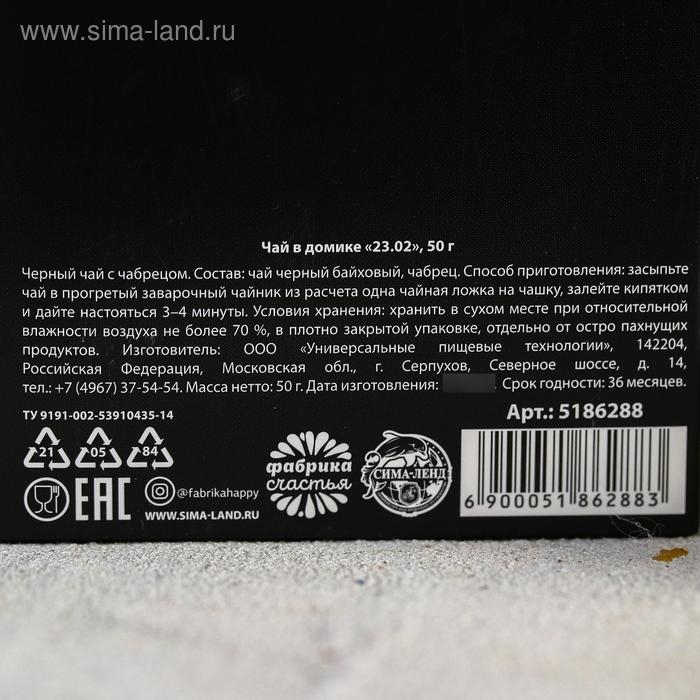 www.sima-land.ru
Чай в домике «23.02», 50 г
Черный чай с чабрецом. Состав: чай черный байховый, чабрец. Способ приготовления: засыпьте
чай в прогретый заварочный чайник из расчета одна чайная ложка на чашку, залейте кипятком
и дайте настояться 3–4 минуты. Условия хранения: хранить в сухом месте при относительной
влажности воздуха не более 70 %, в плотно закрытой упаковке, отдельно от остро пахнущих
продуктов. Изготовитель: ООО «Универсальные пищевые технологии», 142204,
Российская Федерация, Московская обл., г. Серпухов, Северное шоссе, д. 14,
тел.: +7 (4967) 37-54-54. Масса нетто: 50 г. Дата изготовления: . Срок годности: 36 месяцев.
ТУ 9191-002-53910435-14
Арт.: 5186288
21 05 84
фабрика
счастья
СИМА-ЛЕНД
EAC
@fabrikahappy
WWW.SIMA-LAND.RU
6 900051 862883